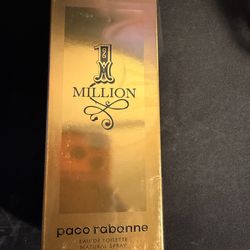 1
MILLION
paco rabanne
EAU DE TOILETTE
NATURAL SPRAY